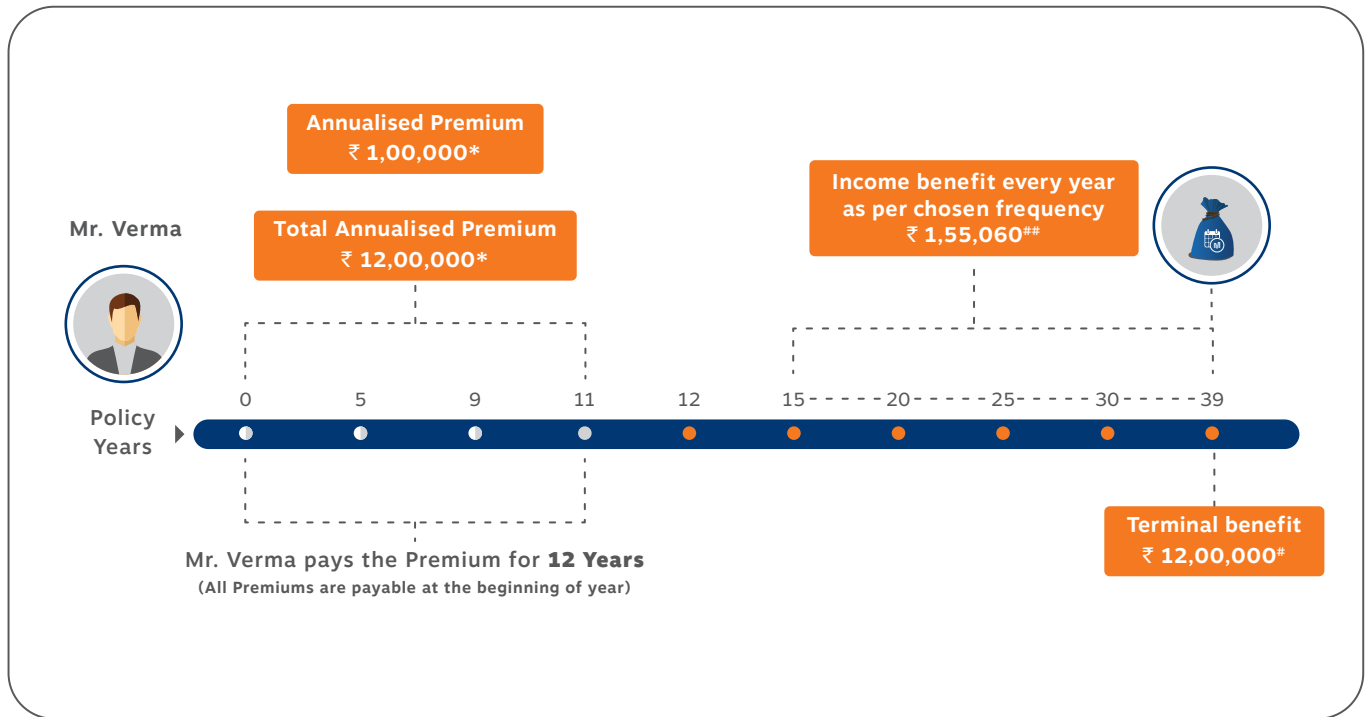 Annualised Premium
₹ 1,00,000*
Total Annualised Premium
₹ 12,00,000*
Income benefit every year
as per chosen frequency
₹ 1,55,060##
Mr. Verma
0 5 9 11 12 15 20 25 30 39
Policy
Years
Mr. Verma pays the Premium for 12 Years
(All Premiums are payable at the beginning of year)
Terminal benefit
₹ 12,00,000#